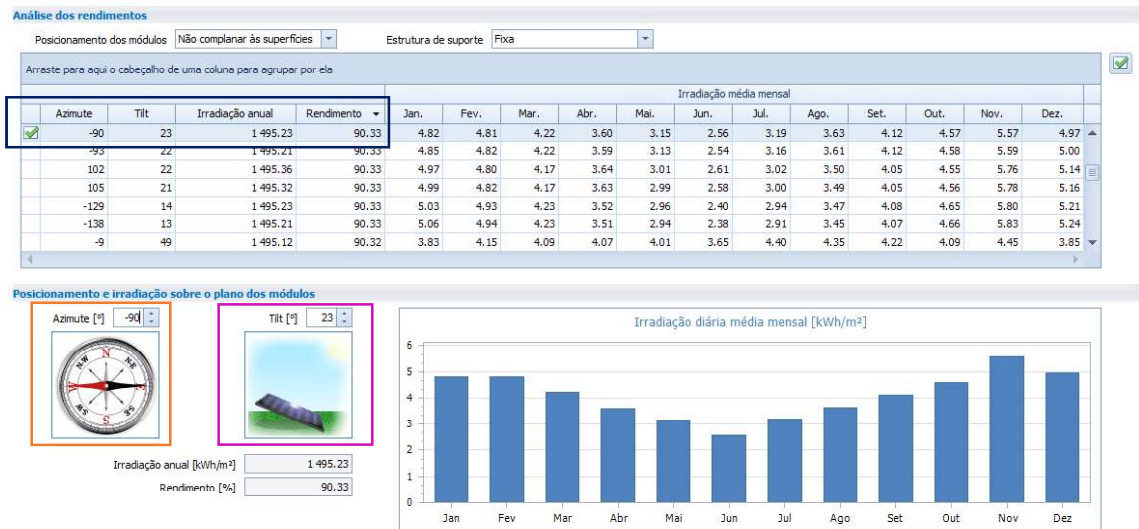 Análise dos rendimentos
Posicionamento dos módulos Não complanar às superfícies Estrutura de suporte Fixa
Arraste para aqui o cabeçalho de uma coluna para agrupar por ela
Irradiação média mensal
Azimute Tilt Irradiação anual Rendimento Jan. Fev. Mar. Abr. Mai. Jun. Jul. Ago. Set. Out. Nov. Dez.
-90 23 1 495.23 90.33 4.82 4.81 4.22 3.60 3.15 2.56 3.19 3.63 4.12 4.57 5.57 4.97
-93 22 1 495.21 90.33 4.85 4.82 4.22 3.59 3.13 2.54 3.16 3.61 4.12 4.58 5.59 5.00
102 22 1 495.36 90.33 4.97 4.80 4.17 3.64 3.01 2.61 3.02 3.50 4.05 4.55 5.76 5.14
105 21 1 495.32 90.33 4.99 4.82 4.17 3.63 2.99 2.58 3.00 3.49 4.05 4.56 5.78 5.16
-129 14 1 495.23 90.33 5.03 4.93 4.23 3.52 2.96 2.40 2.94 3.47 4.08 4.65 5.80 5.21
-138 13 1 495.21 90.33 5.06 4.94 4.23 3.51 2.94 2.38 2.91 3.45 4.07 4.66 5.83 5.24
-9 49 1 495.12 90.32 3.83 4.15 4.09 4.07 4.01 3.65 4.40 4.35 4.22 4.09 4.45 3.85
Posicionamento e irradiação sobre o plano dos módulos
Azimute [º] -90 Tilt [º] 23
N
N-W N-E
E
S-W S-E
S
Irradiação anual [kWh/m²] 1 495.23
Rendimento [%] 90.33
Irradiação diária média mensal [kWh/m²]
6
5
4
3
2
1
0
Jan Fev Mar Abr Mai Jun Jul Ago Set Out Nov Dez